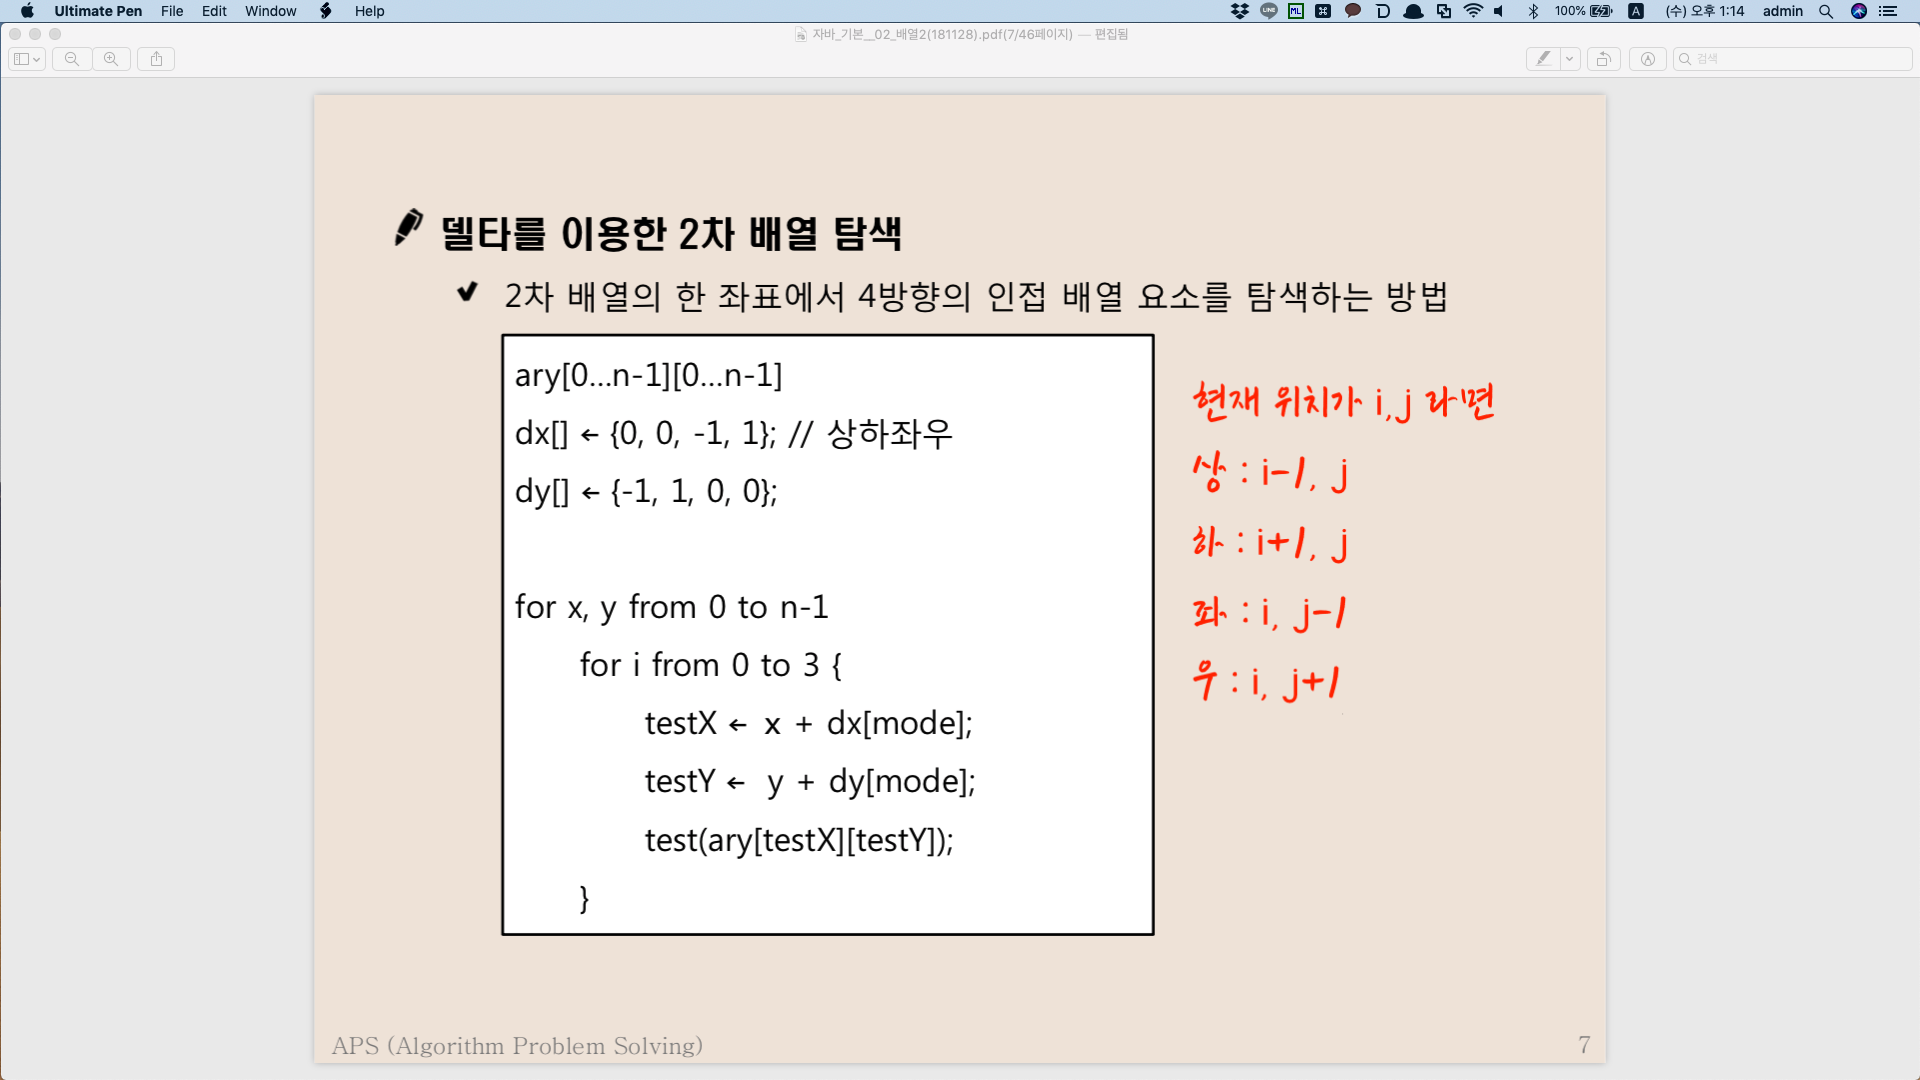 Ultimate Pen File Edit Window Help
LINE ML D 100% A (수) 오후 1:14 admin
자바_기본__02_배열2(181128).pdf(7/46페이지) — 편집됨
검색
델타를 이용한 2차 배열 탐색
✔ 2차 배열의 한 좌표에서 4방향의 인접 배열 요소를 탐색하는 방법
ary[0...n-1][0...n-1]
dx[] ← {0, 0, -1, 1}; // 상하좌우
dy[] ← {-1, 1, 0, 0};
for x, y from 0 to n-1
for i from 0 to 3 {
testX ← x + dx[mode];
testY ← y + dy[mode];
test(ary[testX][testY]);
}
현재 위치가 i,j 라면
상 : i-1, j
하 : i+1, j
좌 : i, j-1
우 : i, j+1
APS (Algorithm Problem Solving)
7